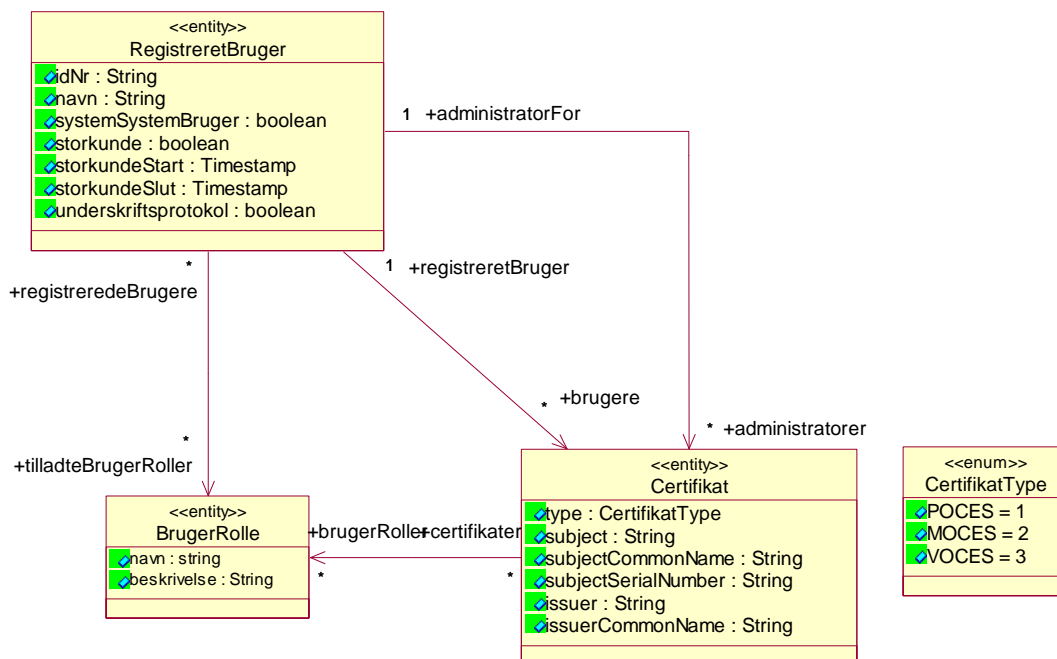 <<entity>>
RegistreretBruger
idNr : String
navn : String
systemSystemBruger : boolean
storkunde : boolean
storkundeStart : Timestamp
storkundeSlut : Timestamp
underskriftsprotokol : boolean
1 +administratorFor
* 1 +registreretBruger
+registreredeBrugere
* +brugere
* +administratorer
*
+tilladteBrugerRoller
<<entity>>
BrugerRolle
navn : string
beskrivelse : String
+brugerRoller +certifikater
* *
<<entity>>
Certifikat
type : CertifikatType
subject : String
subjectCommonName : String
subjectSerialNumber : String
issuer : String
issuerCommonName : String
<<enum>>
CertifikatType
POCES = 1
MOCES = 2
VOCES = 3